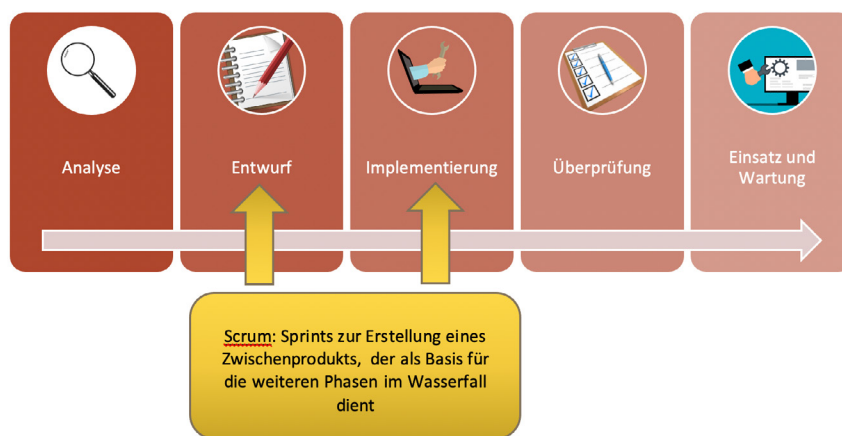 Analyse
Entwurf
Implementierung
Überprüfung
Einsatz und
Wartung
Scrum: Sprints zur Erstellung eines
Zwischenprodukts, der als Basis für
die weiteren Phasen im Wasserfall
dient